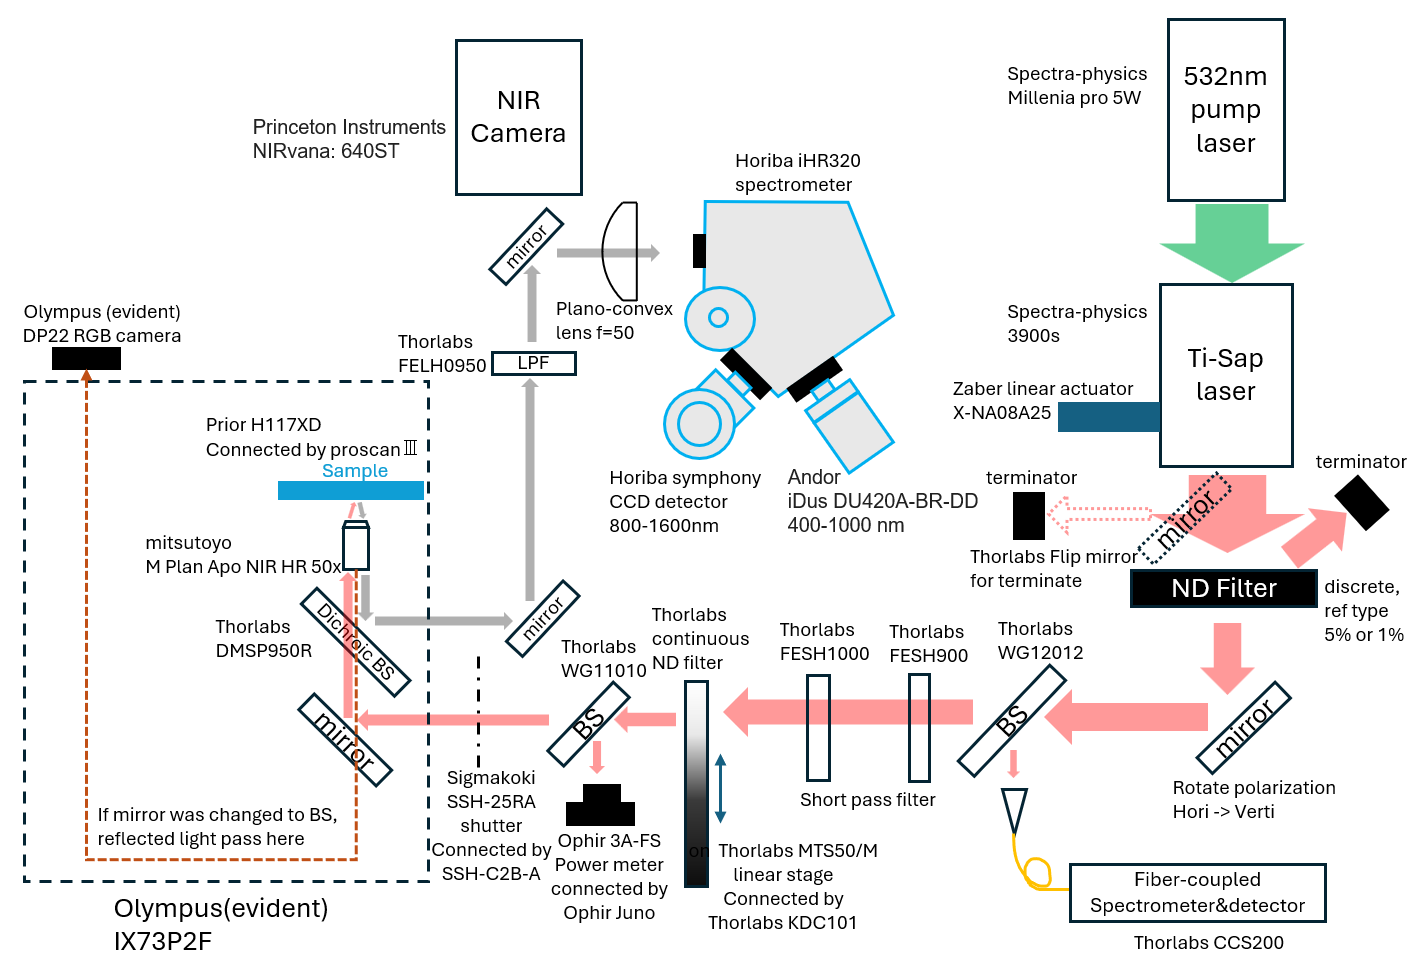 Spectra-physics
Millenia pro 5W
532nm
pump
laser
NIR
Camera
Princeton Instruments
NIRvana: 640ST
Horiba iHR320
spectrometer
mirror
Plano-convex
lens f=50
Spectra-physics
3900s
Ti-Sap
laser
Zaber linear actuator
X-NA08A25
Olympus (evident)
DP22 RGB camera
Thorlabs
FELH0950
LPF
Prior H117XD
Connected by proscan Ⅲ
Sample
Horiba symphony
CCD detector
800-1600nm
Andor
iDus DU420A-BR-DD
400-1000 nm
terminator
terminator
mirror
Thorlabs Flip mirror
for terminate
ND Filter
discrete,
ref type
5% or 1%
mitsutoyo
M Plan Apo NIR HR 50x
Thorlabs
DMSP950R
Dichroic BS
mirror
Thorlabs
WG11010
Thorlabs
continuous
ND filter
Thorlabs
FESH1000
Thorlabs
FESH900
Thorlabs
WG12012
mirror
BS
BS
mirror
Short pass filter
Rotate polarization
Hori -> Verti
If mirror was changed to BS,
reflected light pass here
Sigmakoki
SSH-25RA
shutter
Connected by
SSH-C2B-A
Ophir 3A-FS
Power meter
connected by
Ophir Juno
on
Thorlabs MTS50/M
linear stage
Connected by
Thorlabs KDC101
Fiber-coupled
Spectrometer&detector
Thorlabs CCS200
Olympus(evident)
IX73P2F